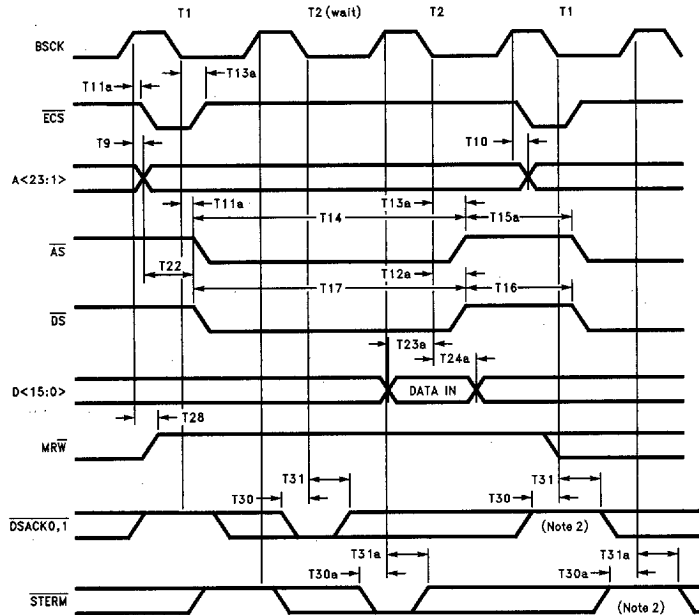 T1 T2 (wait) T2 T1
BSCK
T11a T13a
ECS
T9 T10
A<23:1>
T11a T14 T13a T15a
AS
T22 T12a
T17 T16
DS
T23a
T24a
D<15:0> DATA IN
T28
MRW
T31 T31
T30 T30
DSACK0,1 (Note 2)
T31a T31a
T30a T30a
STERM (Note 2)